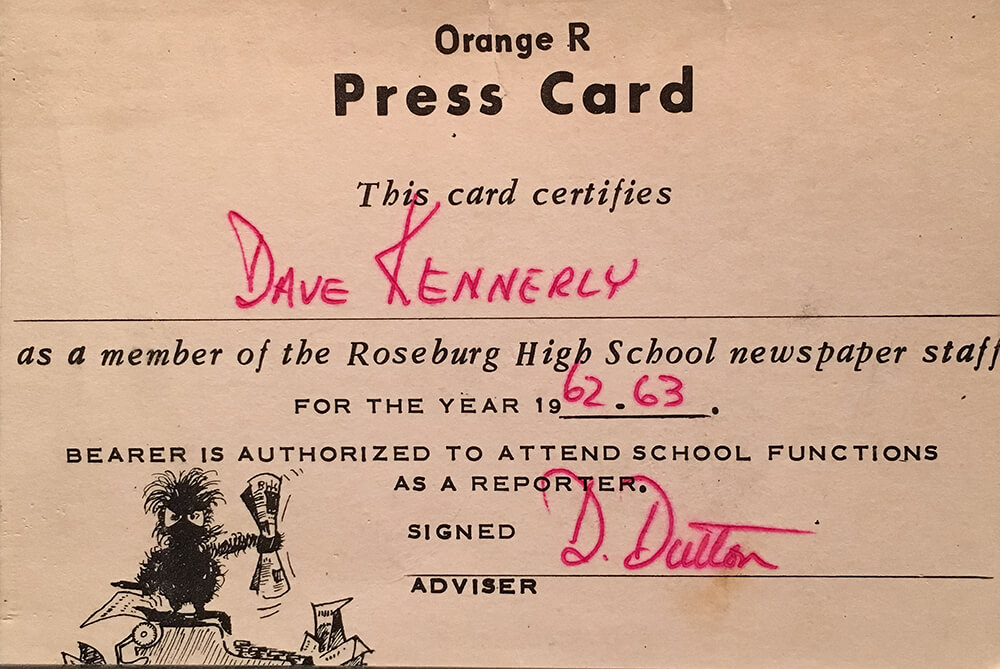 Orange R
Press Card
This card certifies
DAVE KENNERLY
as a member of the Roseburg High School newspaper staff
FOR THE YEAR 1962-63.
BEARER IS AUTHORIZED TO ATTEND SCHOOL FUNCTIONS
AS A REPORTER.
SIGNED D. Dutton
ADVISER